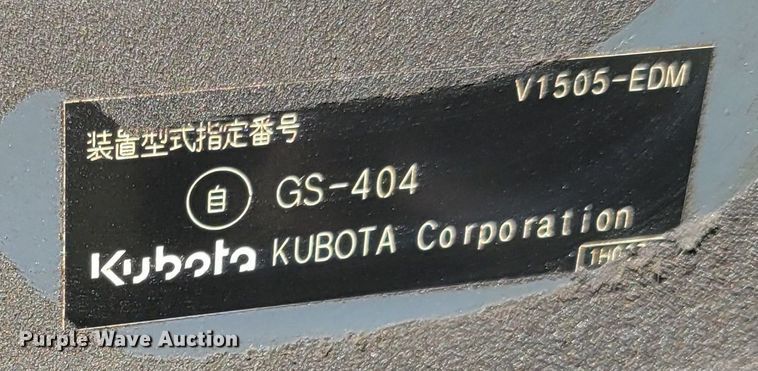 V1505-EDM
装置型式指定番号
自 GS-404
Kubota KUBOTA Corporation
Purple Wave Auction